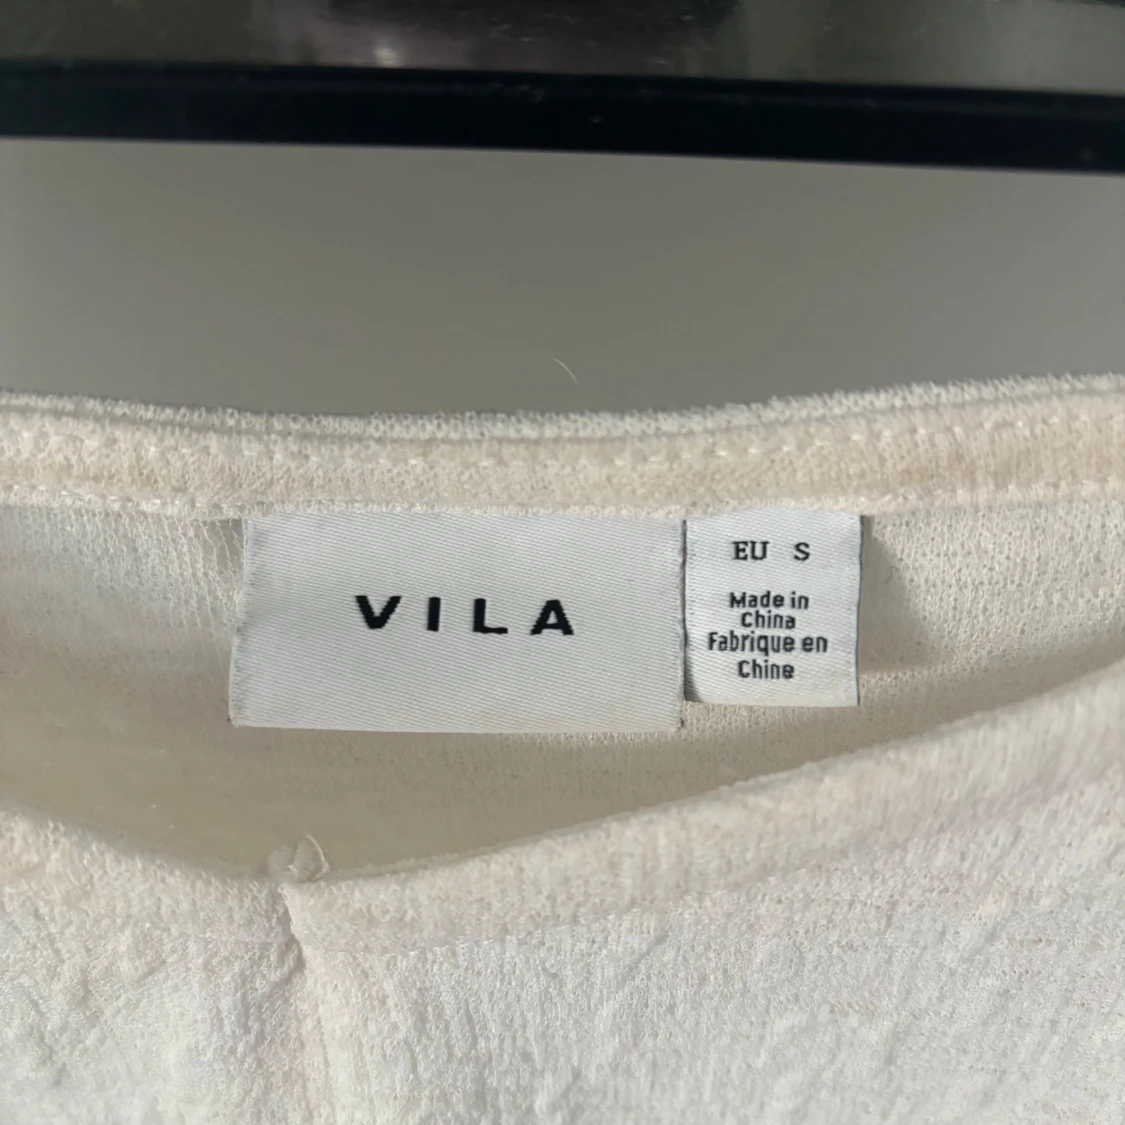 VILA
EU S
Made in
China
Fabrique en
Chine